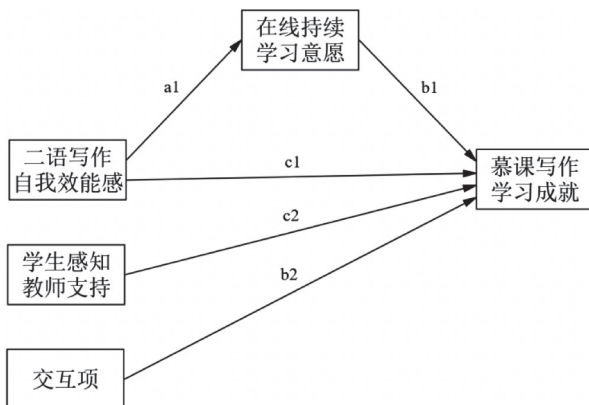 在线持续
学习意愿
a1
b1
二语写作
自我效能感
c1
慕课写作
学习成就
c2
学生感知
教师支持
b2
交互项